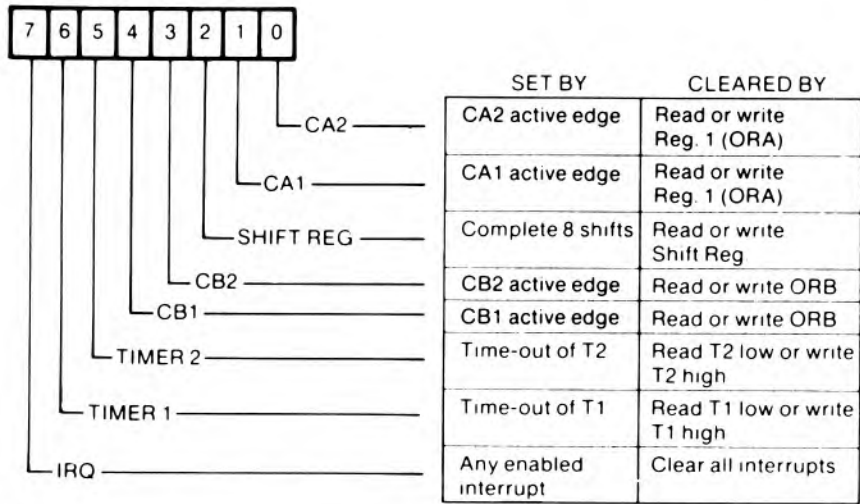 7 6 5 4 3 2 1 0
SET BY CLEARED BY
CA2 CA2 active edge Read or write
Reg. 1 (ORA)
CA1 CA1 active edge Read or write
Reg. 1 (ORA)
SHIFT REG Complete 8 shifts Read or write
Shift Reg
CB2 CB2 active edge Read or write ORB
CB1 CB1 active edge Read or write ORB
TIMER 2 Time-out of T2 Read T2 low or write
T2 high
TIMER 1 Time-out of T1 Read T1 low or write
T1 high
IRQ Any enabled Clear all interrupts
interrupt